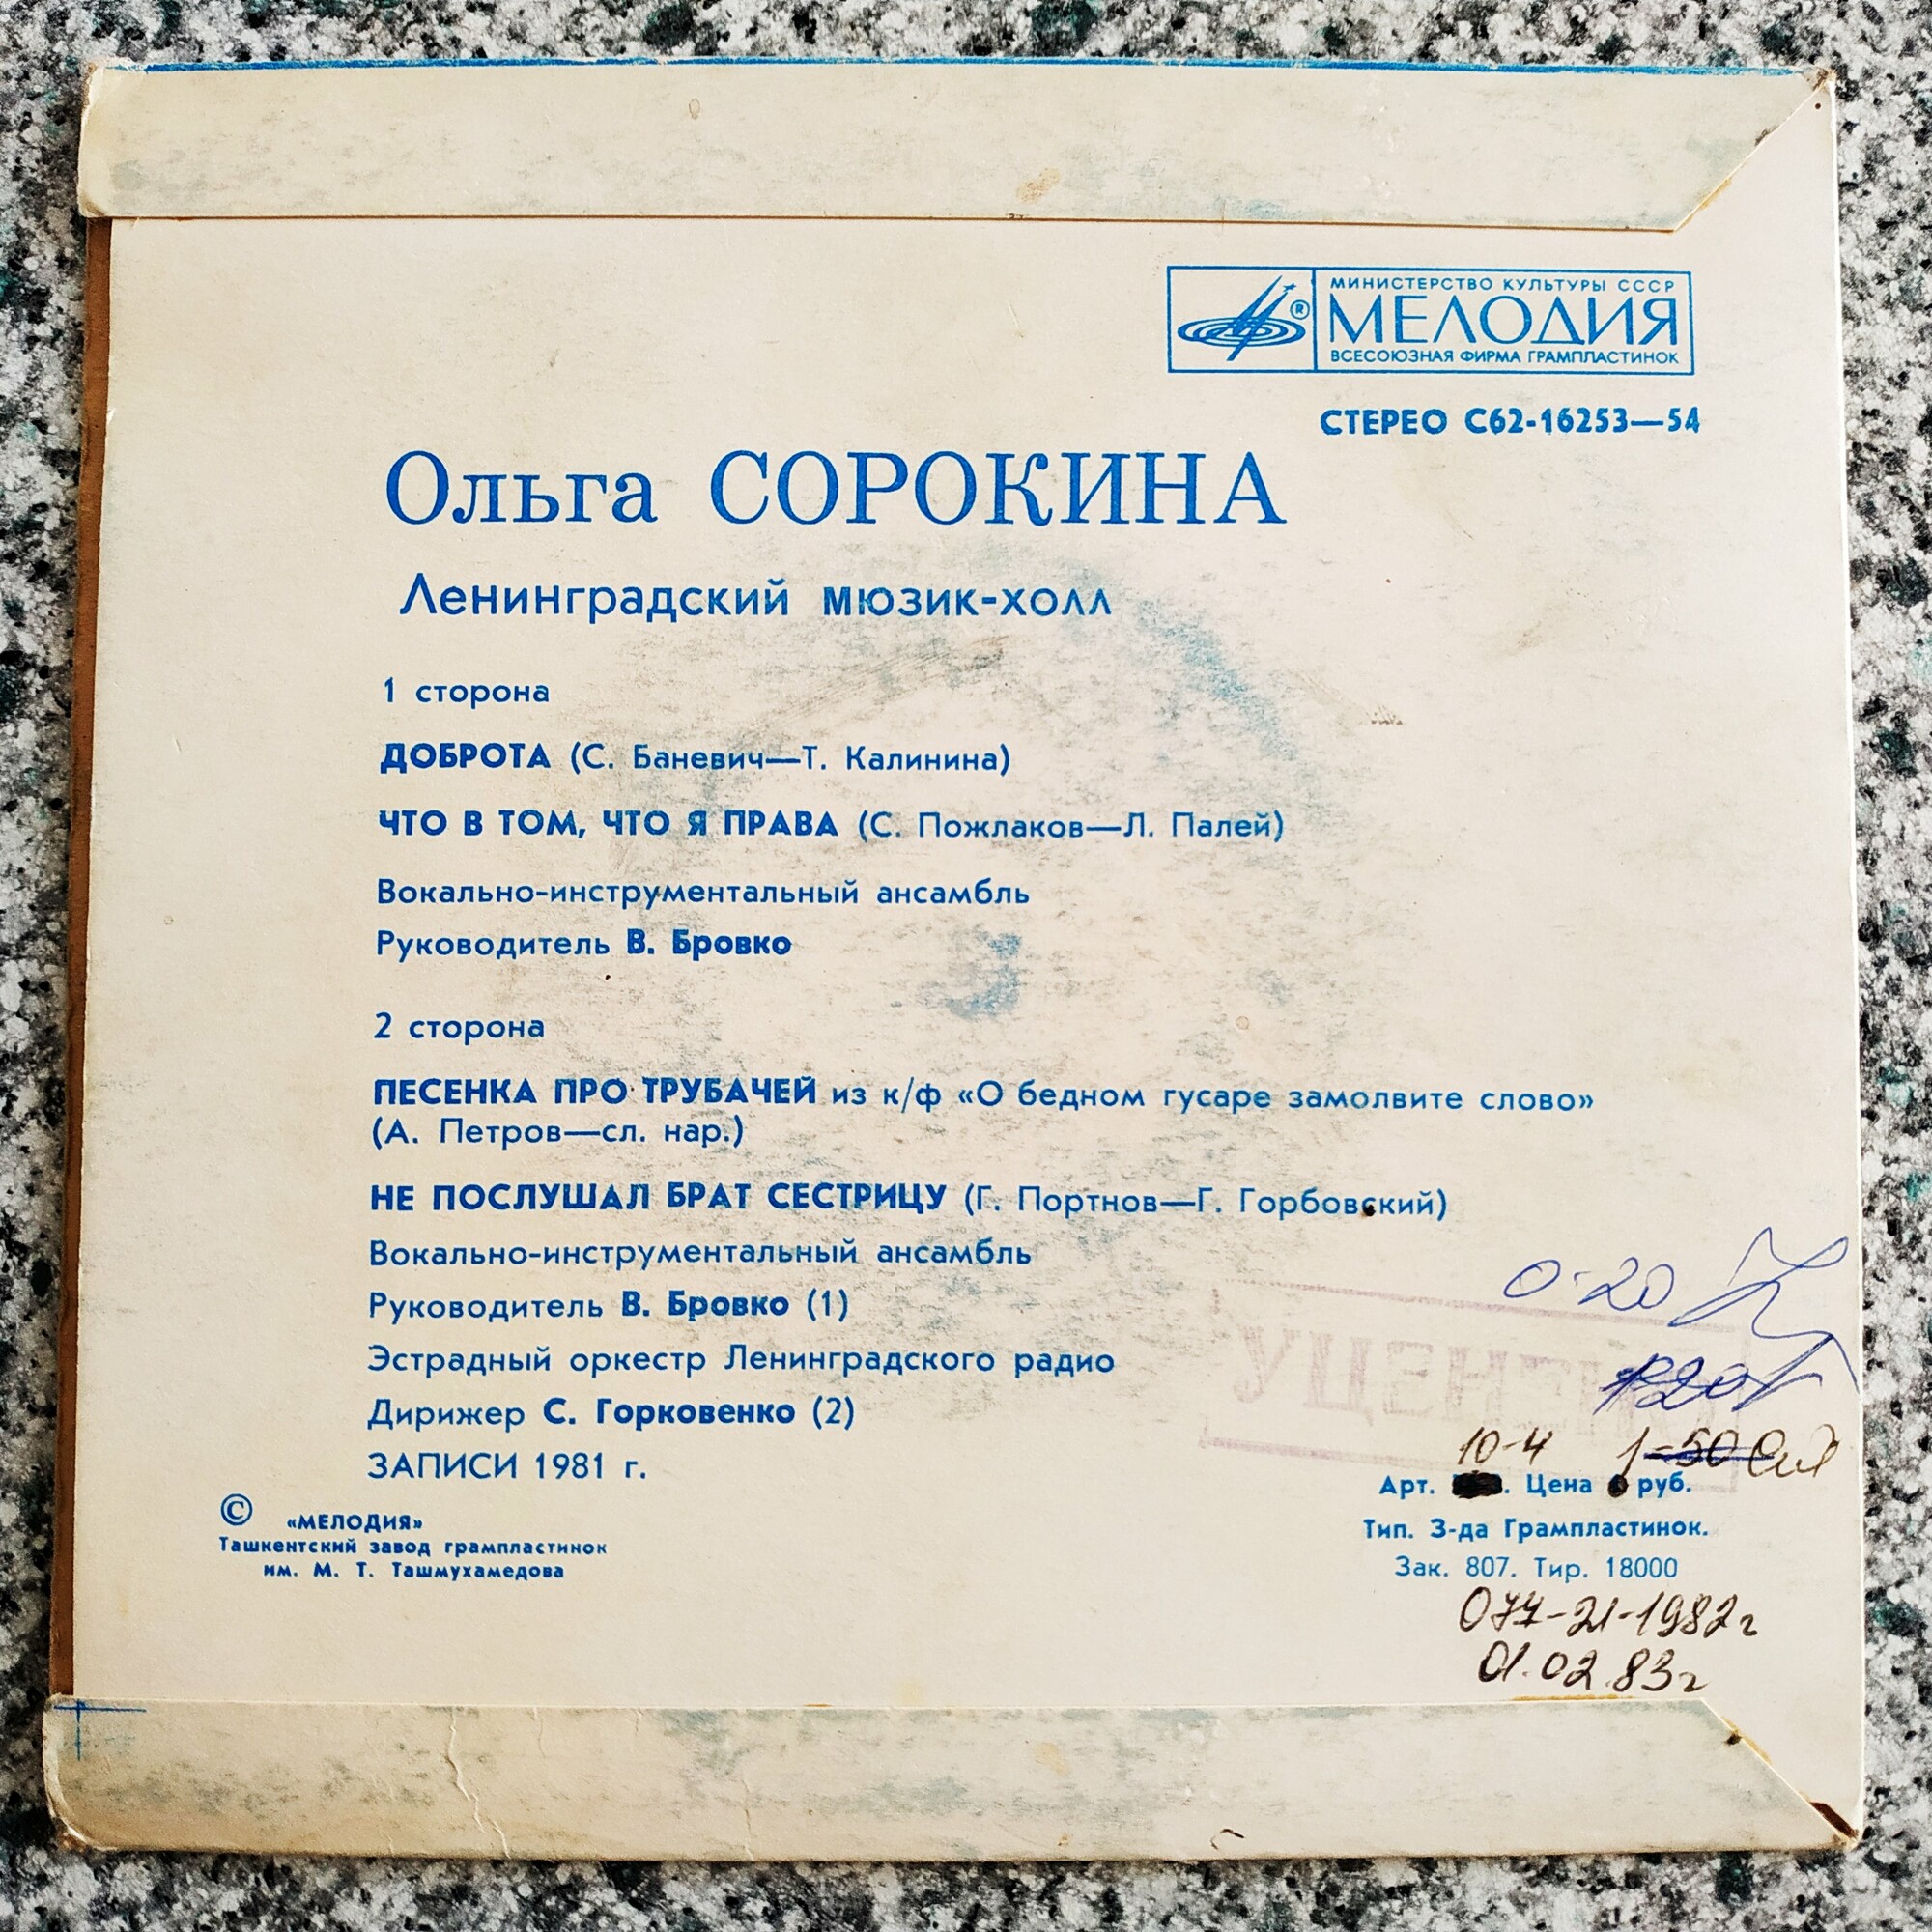 МИНИСТЕРСТВО КУЛЬТУРЫ СССР
МЕЛОДИЯ
ВСЕСОЮЗНАЯ ФИРМА ГРАМПЛАСТИНОК
СТЕРЕО С62-16253—54
Ольга СОРОКИНА
Ленинградский мюзик-холл
1 сторона
ДОБРОТА (С. Баневич—Т. Калинина)
ЧТО В ТОМ, ЧТО Я ПРАВА (С. Пожлаков—Л. Палей)
Вокально-инструментальный ансамбль
Руководитель В. Бровко
2 сторона
ПЕСЕНКА ПРО ТРУБАЧЕЙ из к/ф «О бедном гусаре замолвите слово»
(А. Петров—сл. нар.)
НЕ ПОСЛУШАЛ БРАТ СЕСТРИЦУ (Г. Портнов—Г. Горбовский)
Вокально-инструментальный ансамбль
Руководитель В. Бровко (1)
Эстрадный оркестр Ленинградского радио
Дирижер С. Горковенко (2)
ЗАПИСИ 1981 г.
© «МЕЛОДИЯ»
Ташкентский завод грампластинок
им. М. Т. Ташмухамедова
0-20
10-4 1-50
Арт. Цена руб.
Тип. З-да Грампластинок.
Зак. 807. Тир. 18000
077-21-1982г
01.02.83г